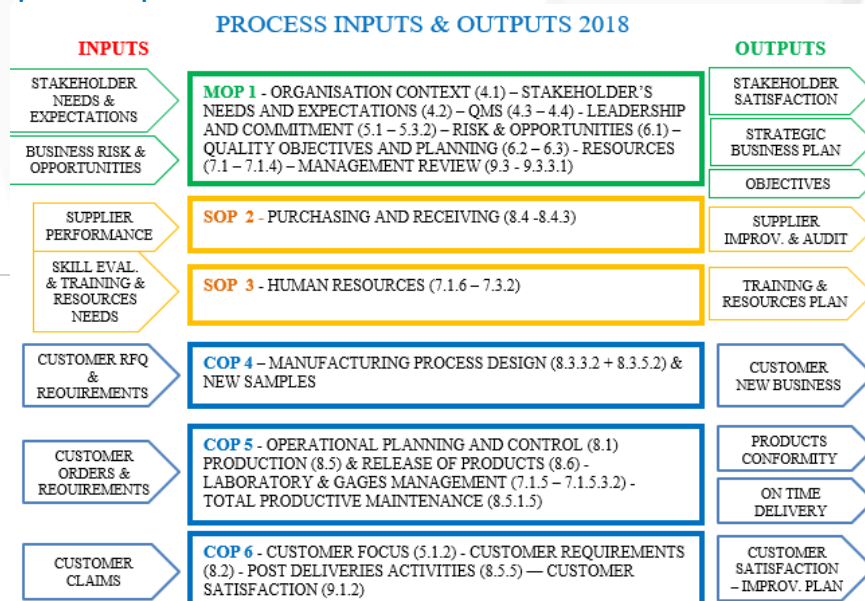 PROCESS INPUTS & OUTPUTS 2018
INPUTS
OUTPUTS
STAKEHOLDER
NEEDS &
EXPECTATIONS
BUSINESS RISK &
OPPORTUNITIES
MOP 1 - ORGANISATION CONTEXT (4.1) – STAKEHOLDER'S
NEEDS AND EXPECTATIONS (4.2) – QMS (4.3 – 4.4) - LEADERSHIP
AND COMMITMENT (5.1 – 5.3.2) – RISK & OPPORTUNITIES (6.1) –
QUALITY OBJECTIVES AND PLANNING (6.2 – 6.3) - RESOURCES
(7.1 – 7.1.4) – MANAGEMENT REVIEW (9.3 - 9.3.3.1)
STAKEHOLDER
SATISFACTION
STRATEGIC
BUSINESS PLAN
OBJECTIVES
SUPPLIER
PERFORMANCE
SOP 2 - PURCHASING AND RECEIVING (8.4 -8.4.3)
SUPPLIER
IMPROV. & AUDIT
SKILL EVAL.
& TRAINING &
RESOURCES
NEEDS
SOP 3 - HUMAN RESOURCES (7.1.6 – 7.3.2)
TRAINING &
RESOURCES PLAN
CUSTOMER RFQ
&
REQUIREMENTS
COP 4 – MANUFACTURING PROCESS DESIGN (8.3.3.2 + 8.3.5.2) &
NEW SAMPLES
CUSTOMER
NEW BUSINESS
CUSTOMER
ORDERS &
REQUIREMENTS
COP 5 - OPERATIONAL PLANNING AND CONTROL (8.1)
PRODUCTION (8.5) & RELEASE OF PRODUCTS (8.6) -
LABORATORY & GAGES MANAGEMENT (7.1.5 – 7.1.5.3.2) -
TOTAL PRODUCTIVE MAINTENANCE (8.5.1.5)
PRODUCTS
CONFORMITY
ON TIME
DELIVERY
CUSTOMER
CLAIMS
COP 6 - CUSTOMER FOCUS (5.1.2) - CUSTOMER REQUIREMENTS
(8.2) - POST DELIVERIES ACTIVITIES (8.5.5) — CUSTOMER
SATISFACTION (9.1.2)
CUSTOMER
SATISFACTION
– IMPROV. PLAN